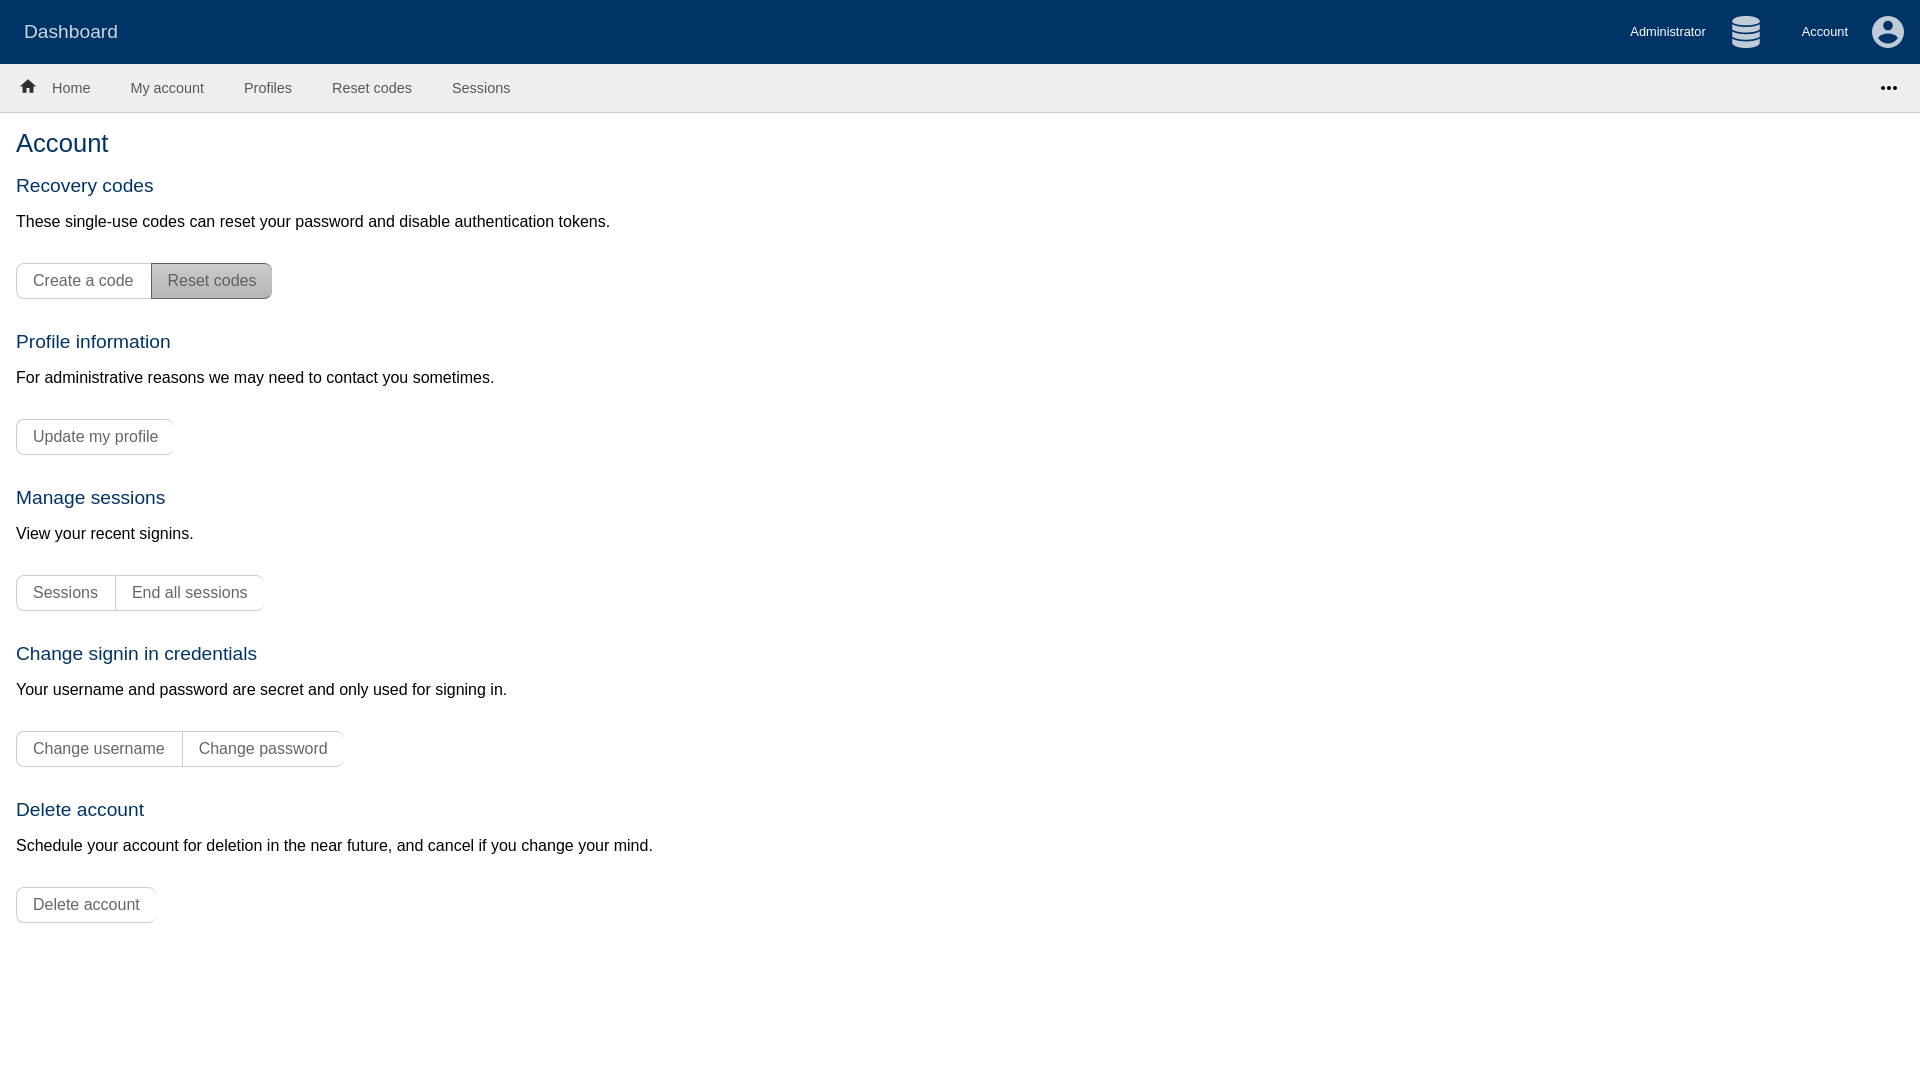 Dashboard
Administrator
Account
Home
My account
Profiles
Reset codes
Sessions
Account
Recovery codes
These single-use codes can reset your password and disable authentication tokens.
Create a code
Reset codes
Profile information
For administrative reasons we may need to contact you sometimes.
Update my profile
Manage sessions
View your recent signins.
Sessions
End all sessions
Change signin in credentials
Your username and password are secret and only used for signing in.
Change username
Change password
Delete account
Schedule your account for deletion in the near future, and cancel if you change your mind.
Delete account